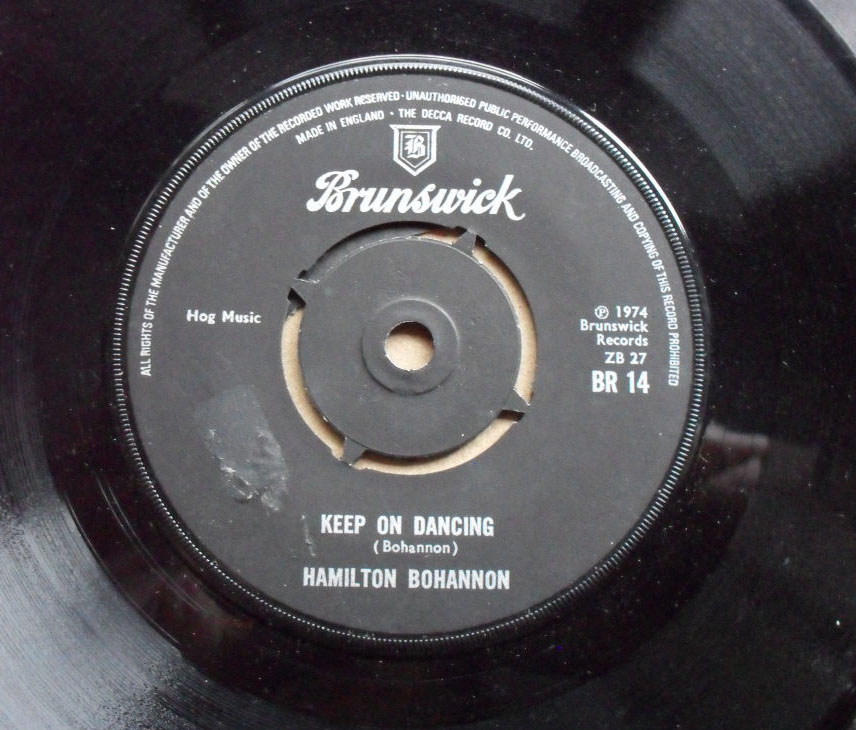 ALL RIGHTS OF THE MANUFACTURER AND OF THE OWNER OF THE RECORDED WORK RESERVED · UNAUTHORISED PUBLIC PERFORMANCE BROADCASTING AND COPYING OF THIS RECORD PROHIBITED
MADE IN ENGLAND · THE DECCA RECORD CO. LTD.
B
Brunswick
Hog Music
℗ 1974
Brunswick
Records
ZB 27
BR 14
KEEP ON DANCING
(Bohannon)
HAMILTON BOHANNON